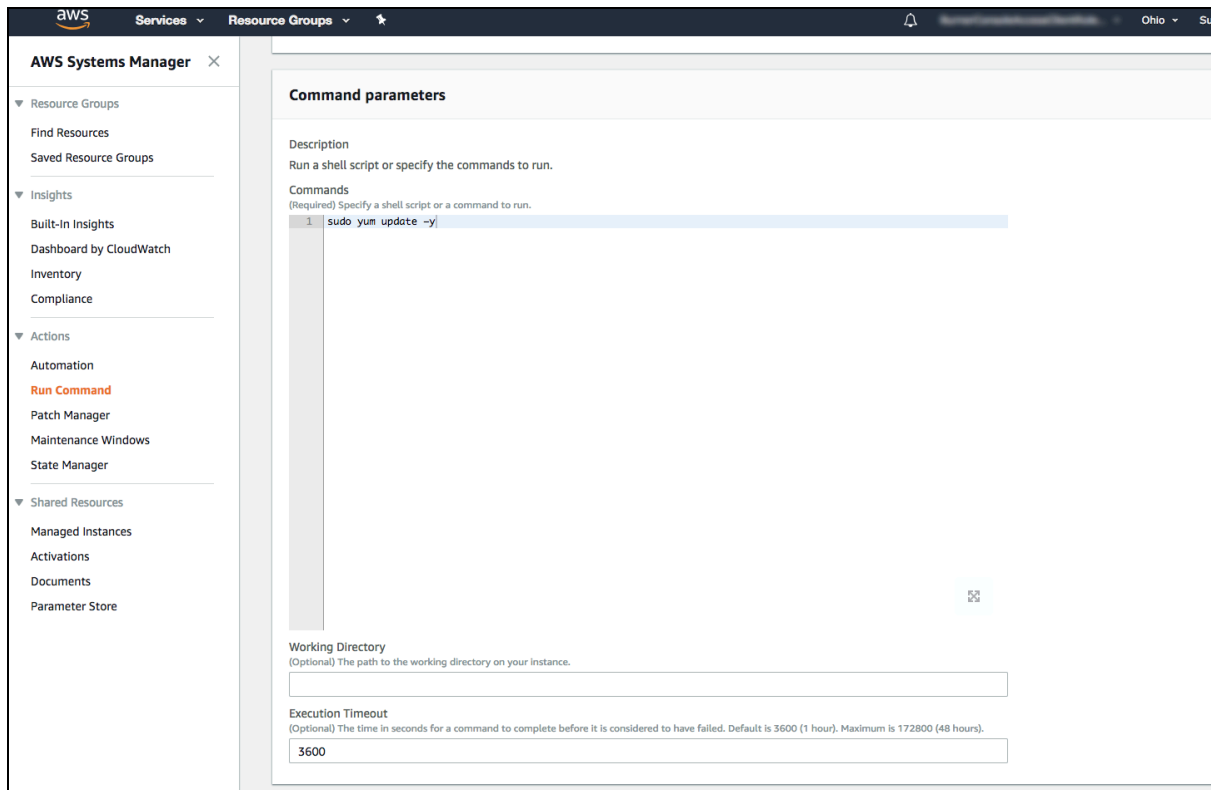 aws
Services
Resource Groups
Ohio
Su
AWS Systems Manager
Resource Groups
Find Resources
Saved Resource Groups
Insights
Built-In Insights
Dashboard by CloudWatch
Inventory
Compliance
Actions
Automation
Run Command
Patch Manager
Maintenance Windows
State Manager
Shared Resources
Managed Instances
Activations
Documents
Parameter Store
Command parameters
Description
Run a shell script or specify the commands to run.
Commands
(Required) Specify a shell script or a command to run.
1 sudo yum update -y
Working Directory
(Optional) The path to the working directory on your instance.
Execution Timeout
(Optional) The time in seconds for a command to complete before it is considered to have failed. Default is 3600 (1 hour). Maximum is 172800 (48 hours).
3600